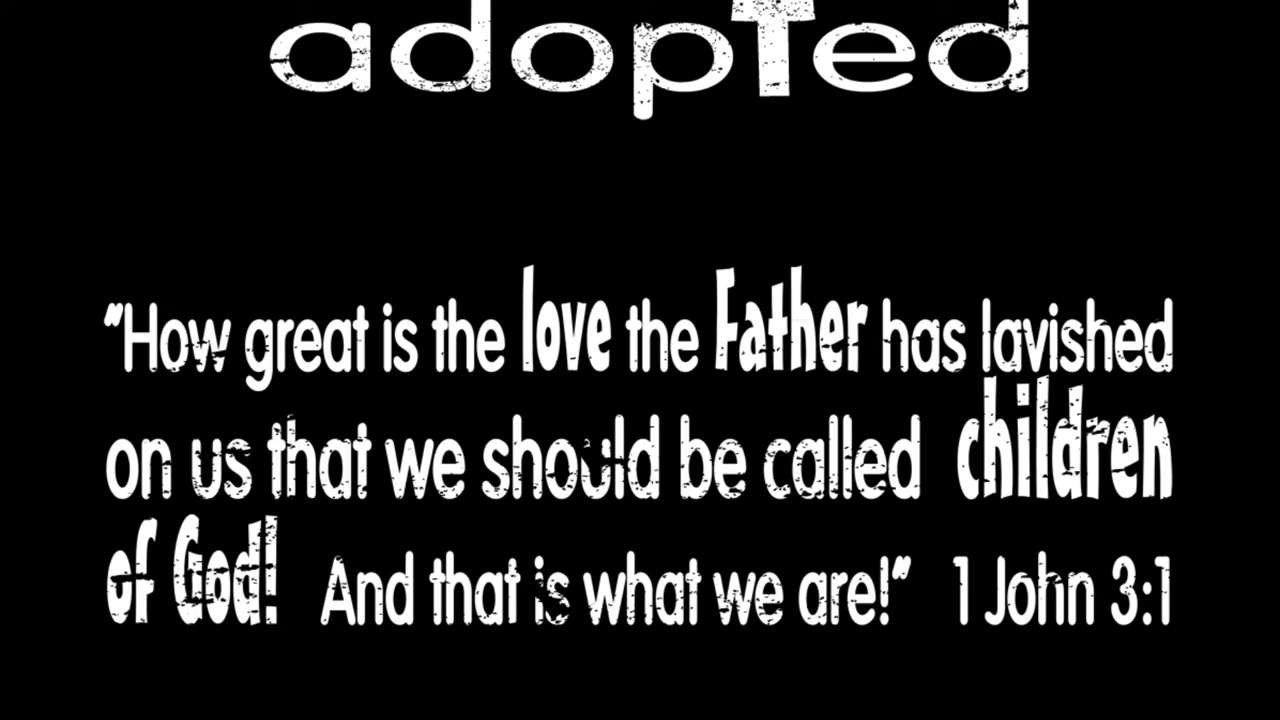 adopTed
“How great is the love the Father has lavished
on us that we should be called children
of God! And that is what we are!” 1 John 3:1